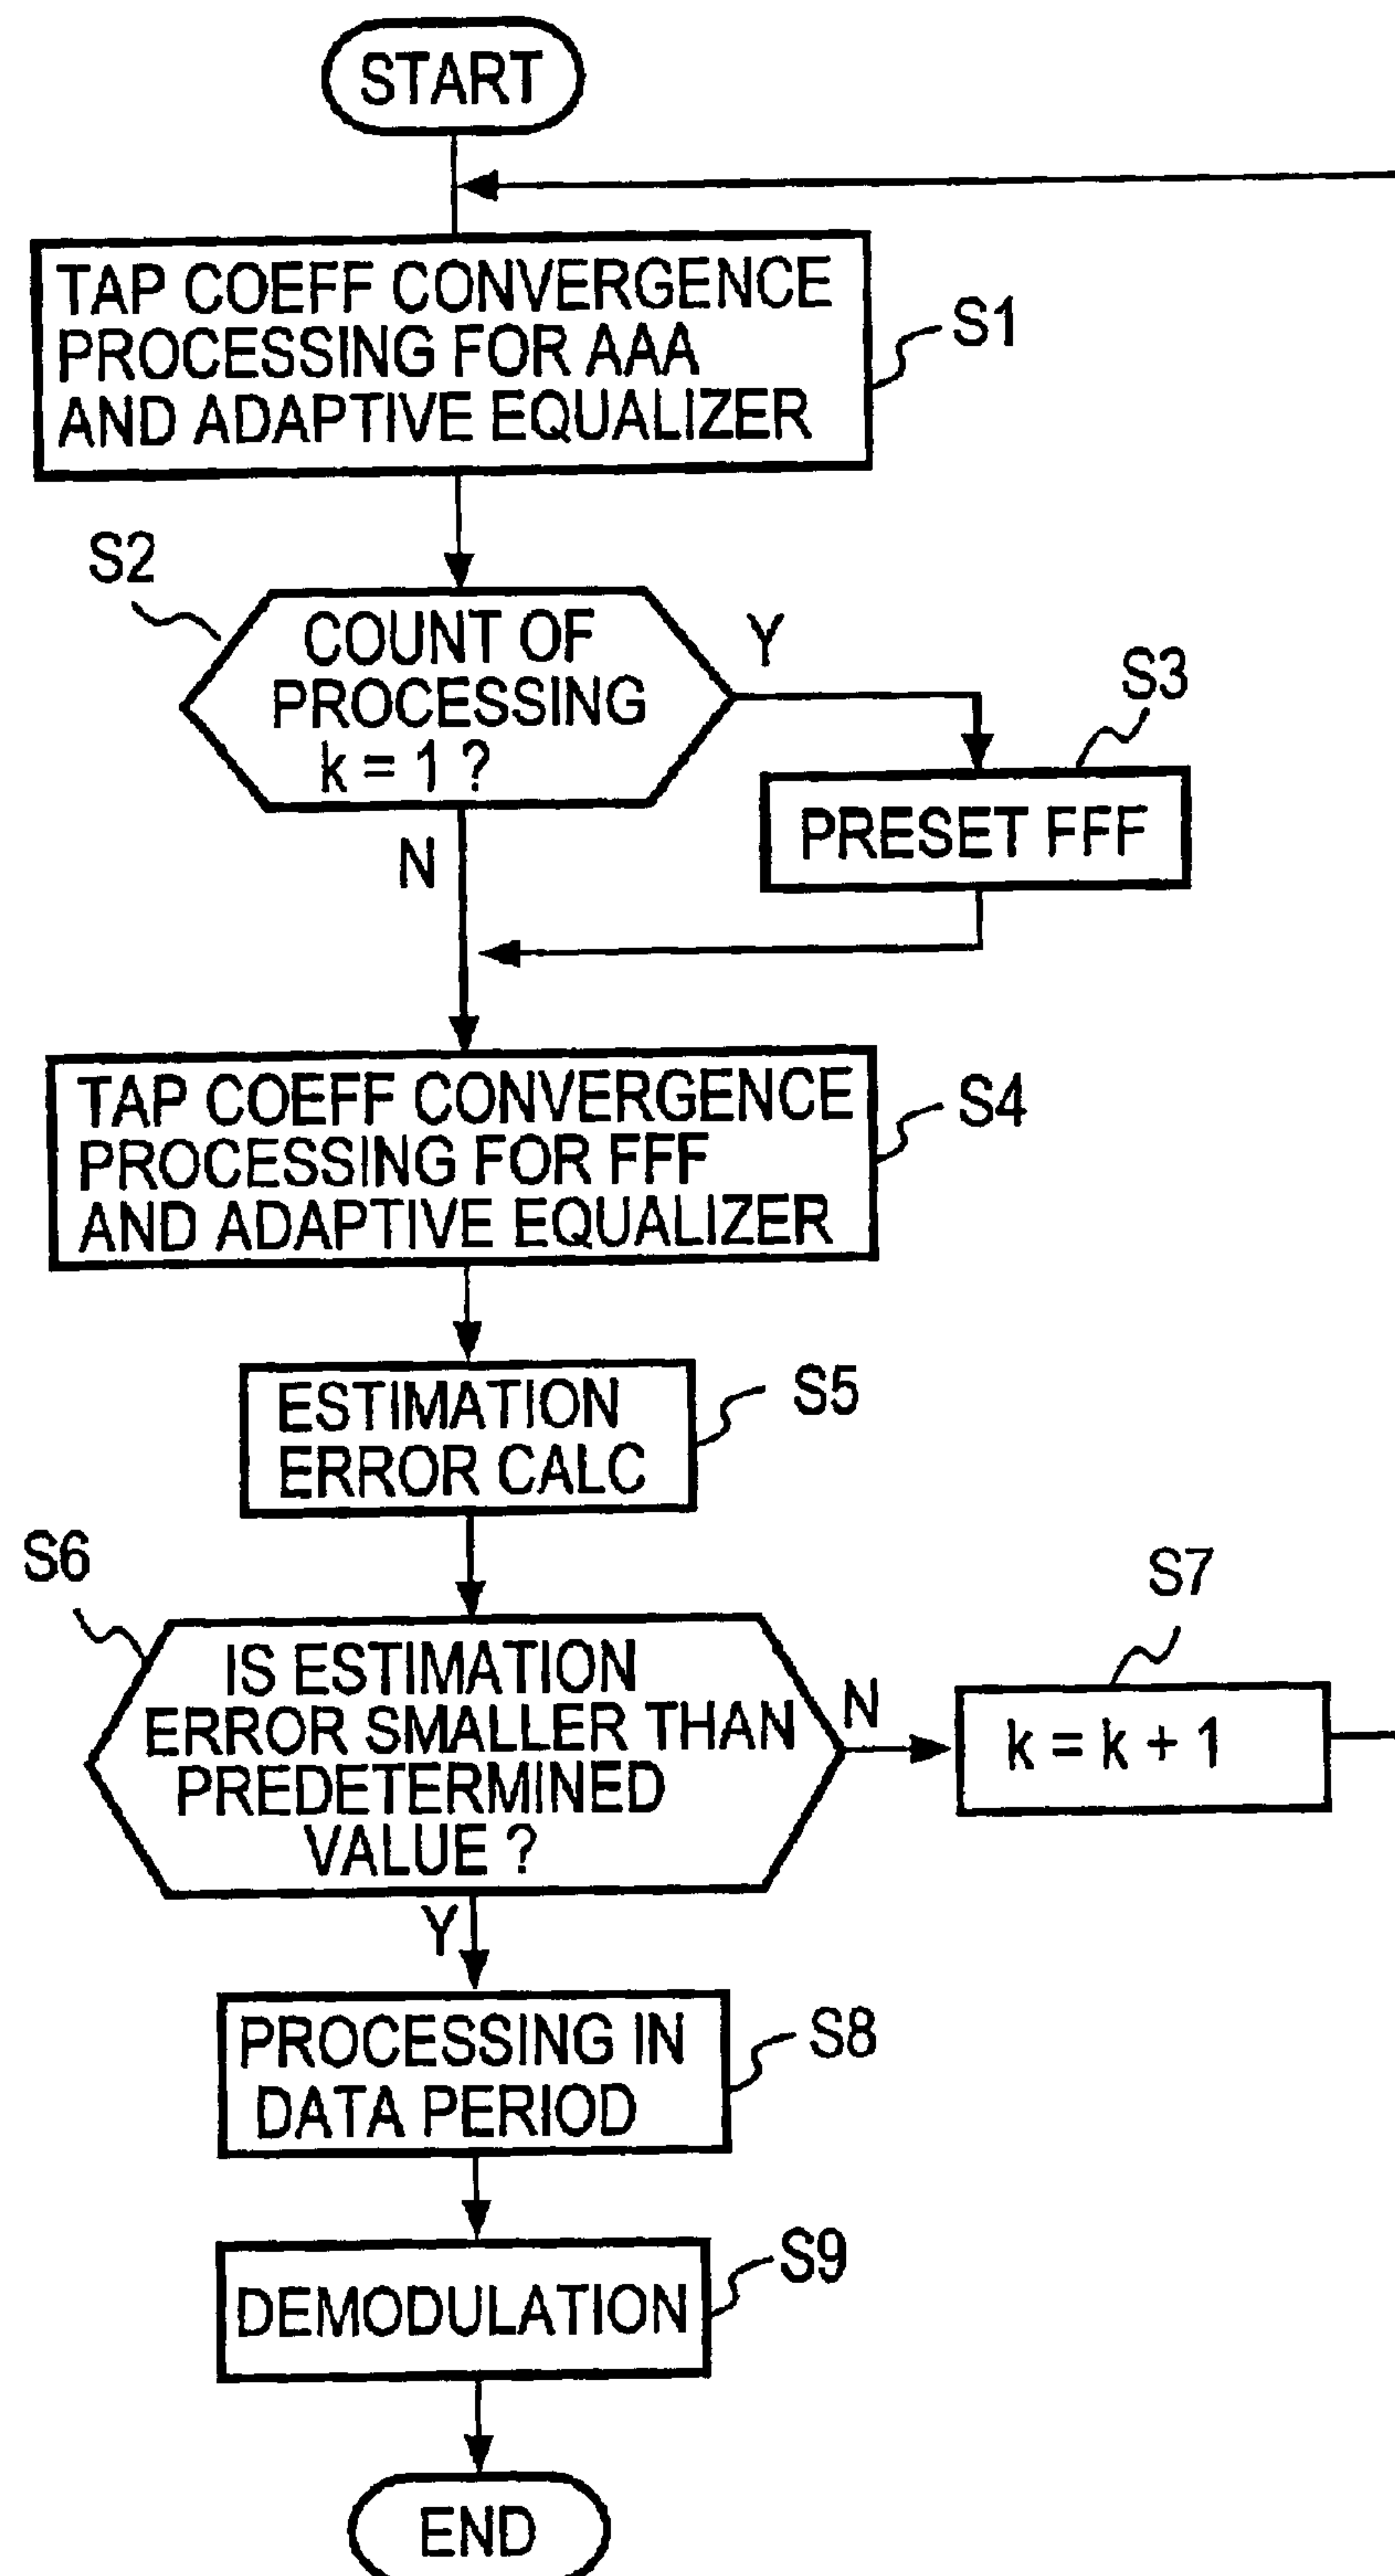 START
TAP COEFF CONVERGENCE
PROCESSING FOR AAA
AND ADAPTIVE EQUALIZER
S1
S2
COUNT OF
PROCESSING
k = 1 ?
Y
N
S3
PRESET FFF
TAP COEFF CONVERGENCE
PROCESSING FOR FFF
AND ADAPTIVE EQUALIZER
S4
ESTIMATION
ERROR CALC
S5
S6
IS ESTIMATION
ERROR SMALLER THAN
PREDETERMINED
VALUE ?
N
S7
k = k + 1
Y
PROCESSING IN
DATA PERIOD
S8
DEMODULATION
S9
END